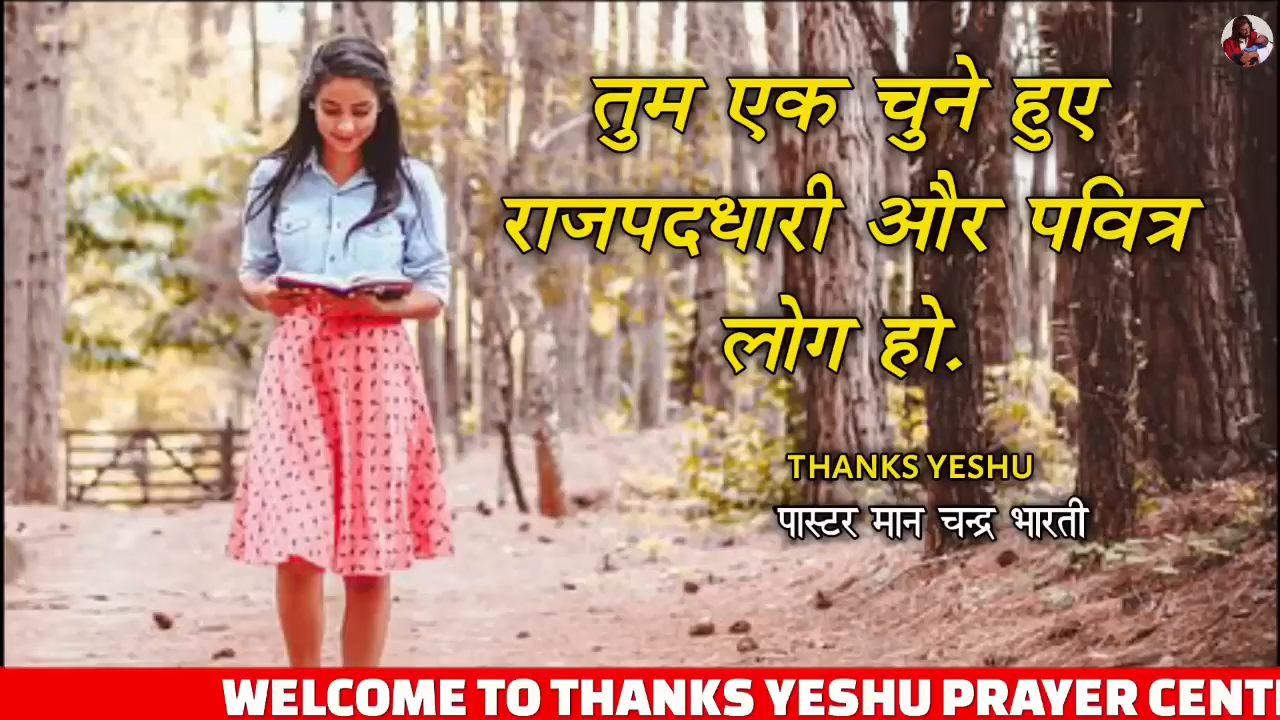 तुम एक चुने हुए
राजपदधारी और पवित्र
लोग हो.
THANKS YESHU
पास्टर मान चन्द्र भारती
WELCOME TO THANKS YESHU PRAYER CENT